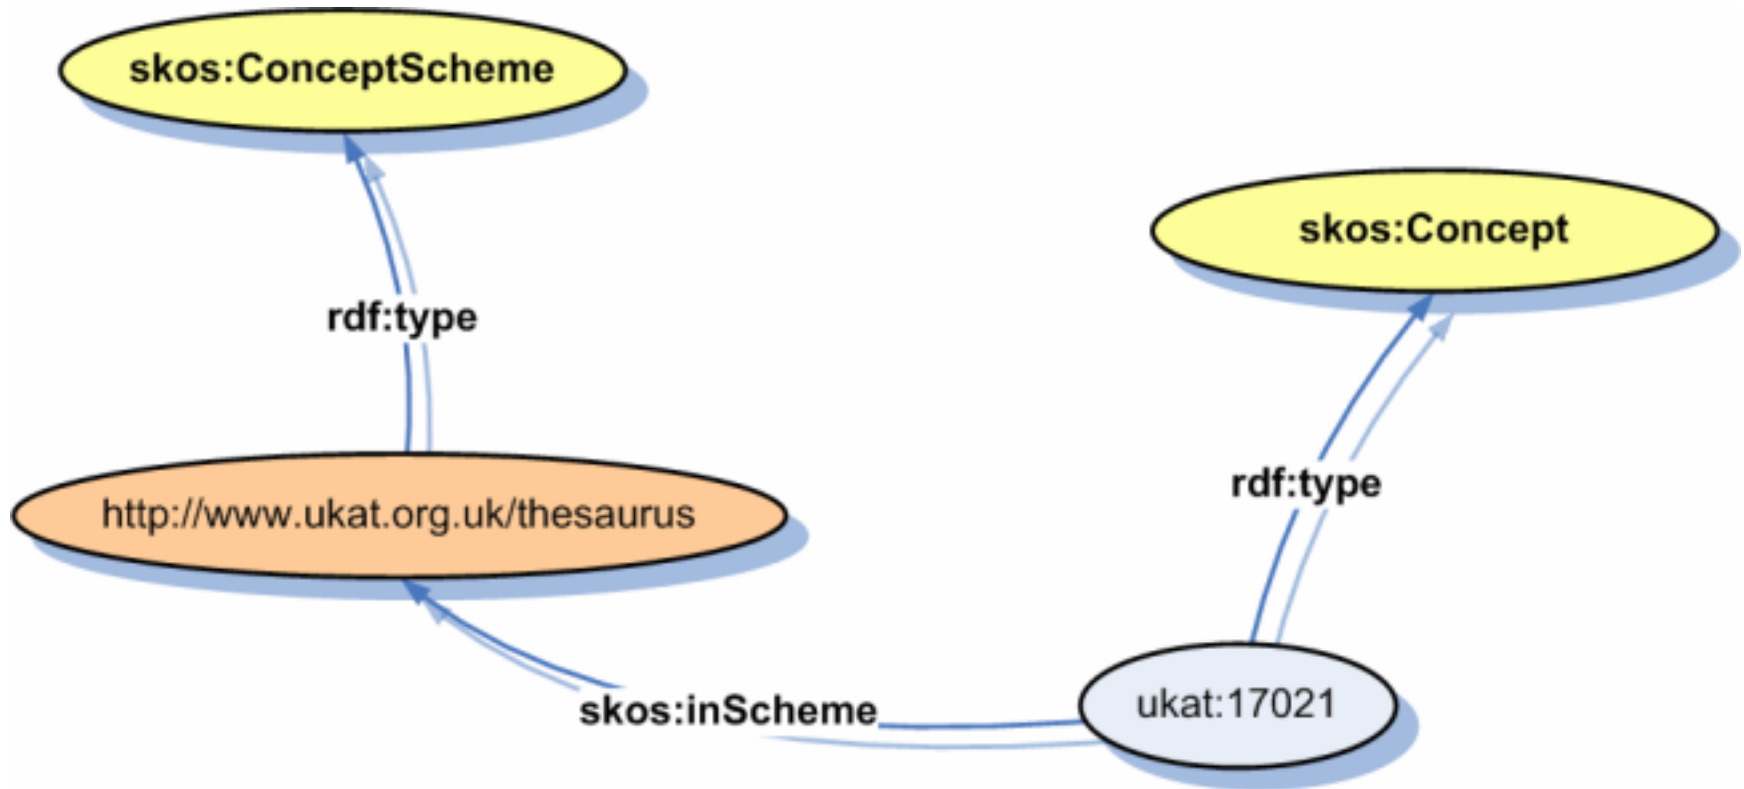 skos:ConceptScheme
skos:Concept
rdf:type
rdf:type
http://www.ukat.org.uk/thesaurus
skos:inScheme
ukat:17021